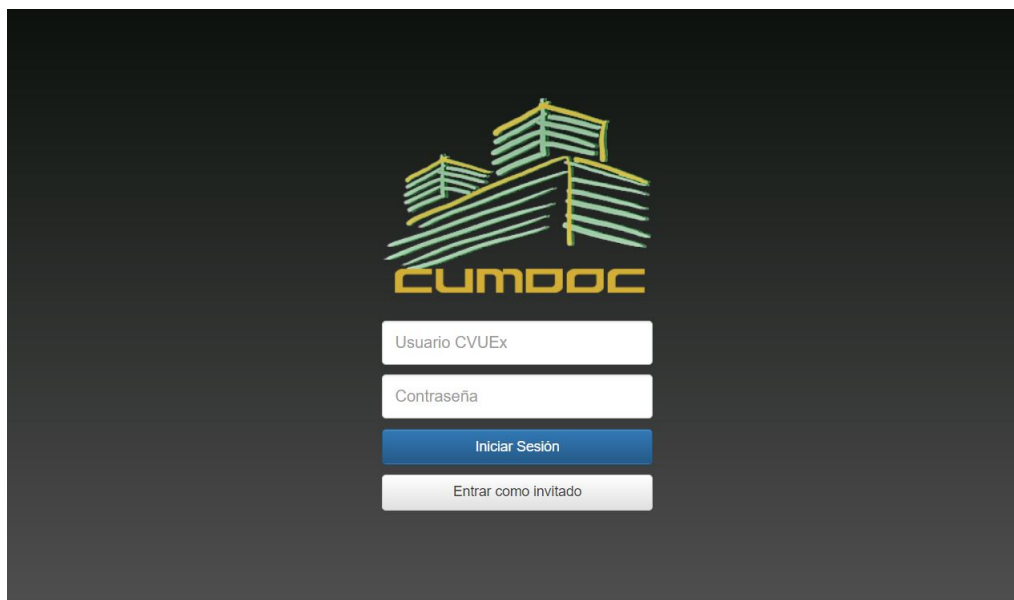 CUMDOC
Usuario CVUEx
Contraseña
Iniciar Sesión
Entrar como invitado